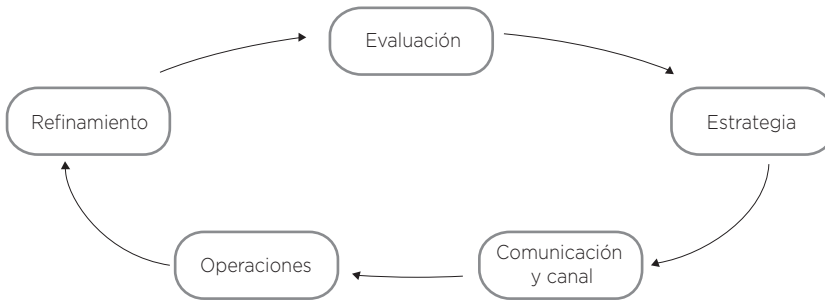 Evaluación
Refinamiento
Estrategia
Operaciones
Comunicación
y canal